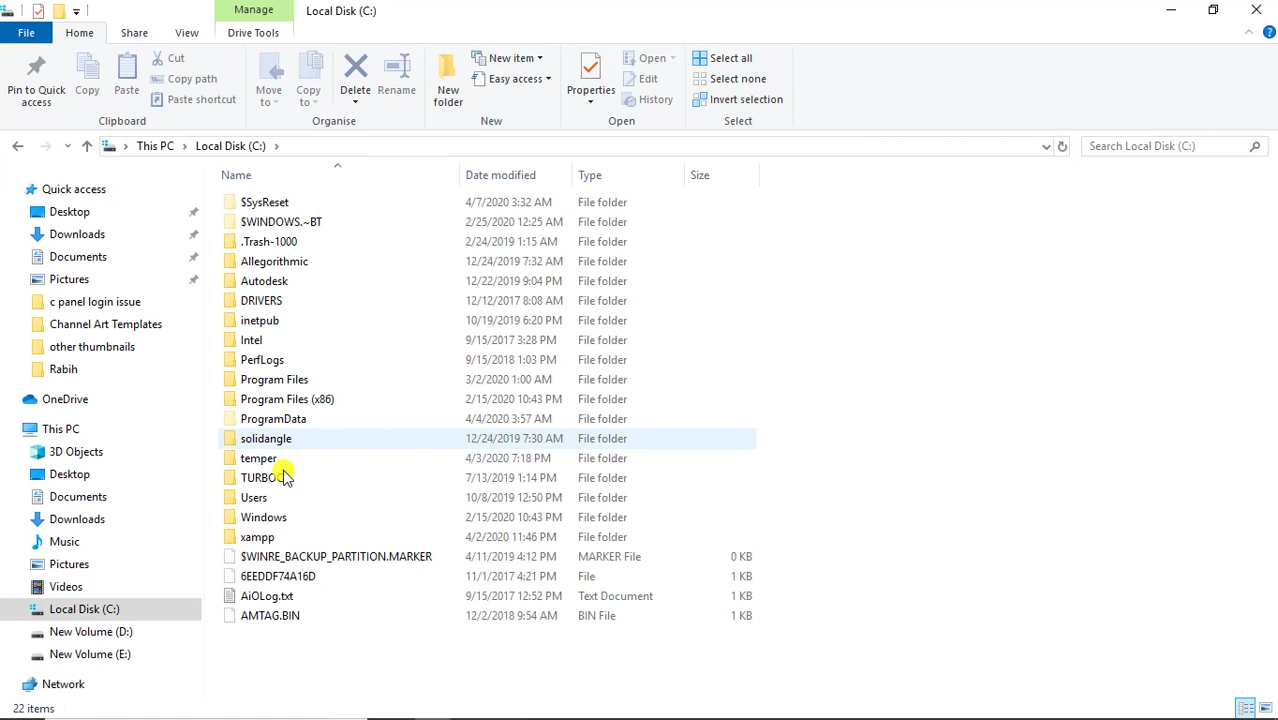 Manage
Local Disk (C:)
File
Home
Share
View
Drive Tools
Pin to Quick access
Copy
Paste
Cut
Copy path
Paste shortcut
Move to
Copy to
Delete
Rename
New folder
New item
Easy access
Properties
Open
Edit
History
Select all
Select none
Invert selection
Clipboard
Organise
New
Open
Select
This PC
Local Disk (C:)
Search Local Disk (C:)
Quick access
Desktop
Downloads
Documents
Pictures
c panel login issue
Channel Art Templates
other thumbnails
Rabih
OneDrive
This PC
3D Objects
Desktop
Documents
Downloads
Music
Pictures
Videos
Local Disk (C:)
New Volume (D:)
New Volume (E:)
Network
Name Date modified Type Size
$SysReset 4/7/2020 3:32 AM File folder
$WINDOWS.~BT 2/25/2020 12:25 AM File folder
.Trash-1000 2/24/2019 1:15 AM File folder
Allegorithmic 12/24/2019 7:32 AM File folder
Autodesk 12/22/2019 9:04 PM File folder
DRIVERS 12/12/2017 8:08 AM File folder
inetpub 10/19/2019 6:20 PM File folder
Intel 9/15/2017 3:28 PM File folder
PerfLogs 9/15/2018 1:03 PM File folder
Program Files 3/2/2020 1:00 AM File folder
Program Files (x86) 2/15/2020 10:43 PM File folder
ProgramData 4/4/2020 3:57 AM File folder
solidangle 12/24/2019 7:30 AM File folder
temper 4/3/2020 7:18 PM File folder
7/13/2019 1:14 PM File folder
Users 10/8/2019 12:50 PM File folder
Windows 2/15/2020 10:43 PM File folder
xampp 4/2/2020 11:46 PM File folder
$WINRE_BACKUP_PARTITION.MARKER 4/11/2019 4:12 PM MARKER File 0 KB
6EEDDF74A16D 11/1/2017 4:21 PM File 1 KB
AiOLog.txt 9/15/2017 12:52 PM Text Document 1 KB
AMTAG.BIN 12/2/2018 9:54 AM BIN File 1 KB
22 items